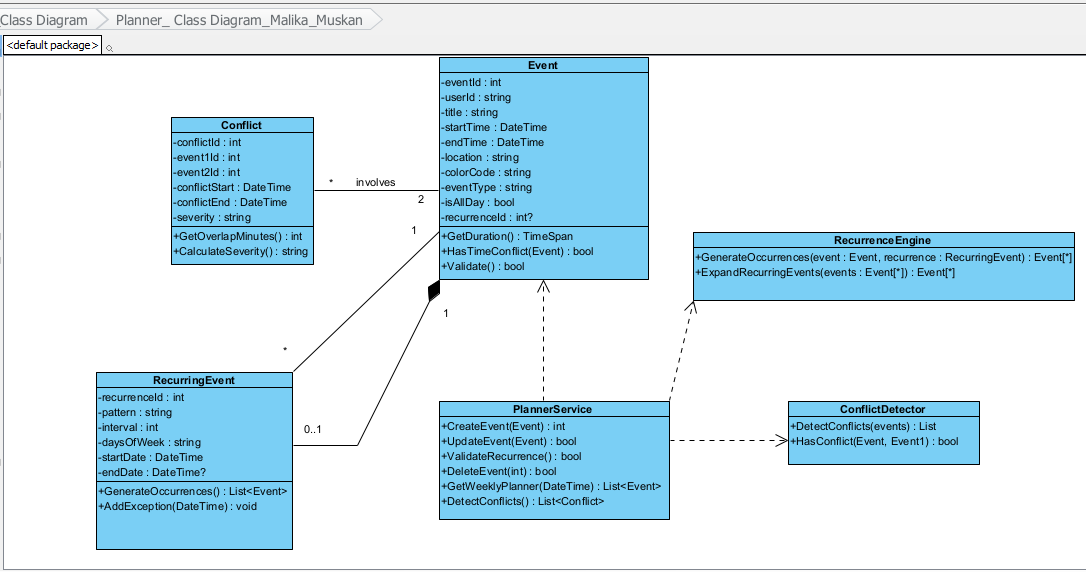 Class Diagram
Planner_ Class Diagram_Malika_Muskan
<default package>
Event
-eventId : int
-userId : string
-title : string
-startTime : DateTime
-endTime : DateTime
-location : string
-colorCode : string
-eventType : string
-isAllDay : bool
-recurrenceId : int?
+GetDuration() : TimeSpan
+HasTimeConflict(Event) : bool
+Validate() : bool
Conflict
-conflictId : int
-event1Id : int
-event2Id : int
-conflictStart : DateTime
-conflictEnd : DateTime
-severity : string
+GetOverlapMinutes() : int
+CalculateSeverity() : string
* involves
2
1
RecurrenceEngine
+GenerateOccurrences(event : Event, recurrence : RecurringEvent) : Event[*]
+ExpandRecurringEvents(events : Event[*]) : Event[*]
1
*
RecurringEvent
-recurrenceId : int
-pattern : string
-interval : int
-daysOfWeek : string
-startDate : DateTime
-endDate : DateTime?
+GenerateOccurrences() : List<Event>
+AddException(DateTime) : void
0..1
PlannerService
+CreateEvent(Event) : int
+UpdateEvent(Event) : bool
+ValidateRecurrence() : bool
+DeleteEvent(int) : bool
+GetWeeklyPlanner(DateTime) : List<Event>
+DetectConflicts() : List<Conflict>
ConflictDetector
+DetectConflicts(events) : List
+HasConflict(Event, Event1) : bool